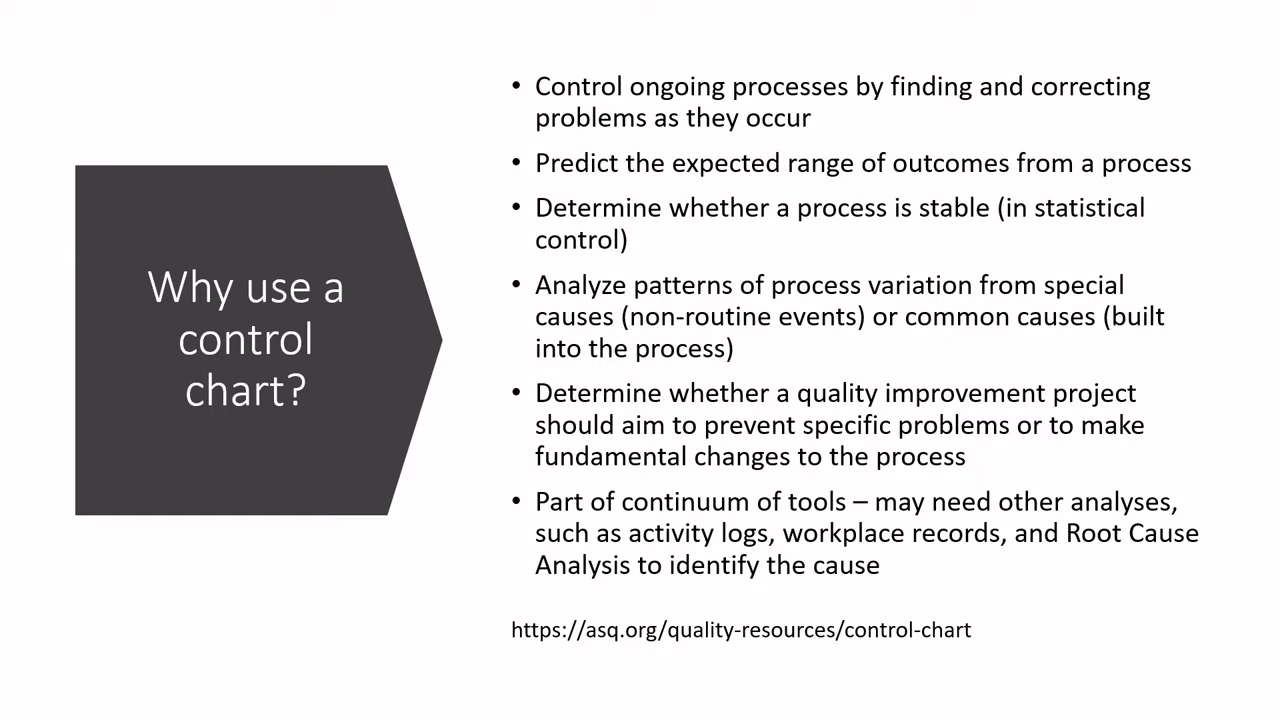 Why use a
control
chart?
• Control ongoing processes by finding and correcting
problems as they occur
• Predict the expected range of outcomes from a process
• Determine whether a process is stable (in statistical
control)
• Analyze patterns of process variation from special
causes (non-routine events) or common causes (built
into the process)
• Determine whether a quality improvement project
should aim to prevent specific problems or to make
fundamental changes to the process
• Part of continuum of tools – may need other analyses,
such as activity logs, workplace records, and Root Cause
Analysis to identify the cause
https://asq.org/quality-resources/control-chart